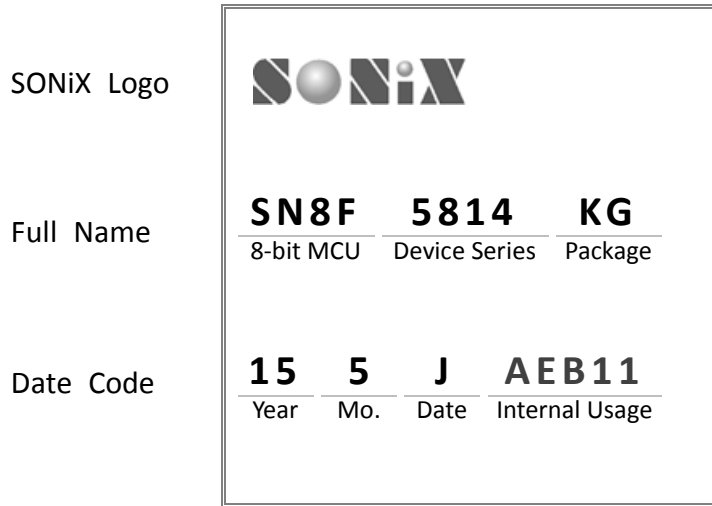 SONiX Logo
SONiX
Full Name
SN8F 5814 KG
8-bit MCU Device Series Package
Date Code
15 5 J AEB11
Year Mo. Date Internal Usage